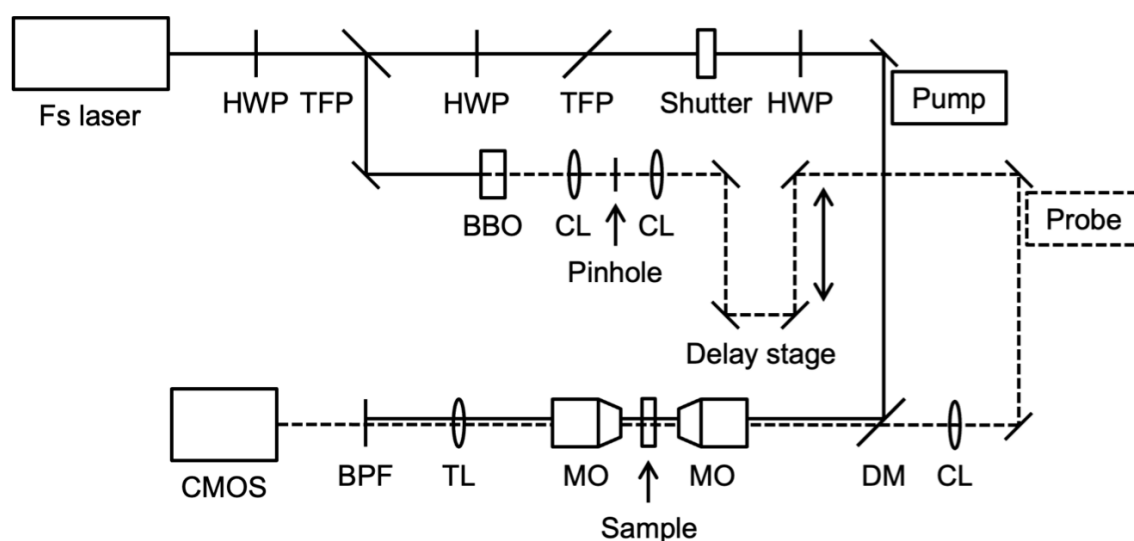 Fs laser
HWP TFP
HWP
TFP
Shutter
HWP
Pump
BBO
CL
CL
Pinhole
Probe
Delay stage
CMOS
BPF
TL
MO
MO
DM
CL
Sample